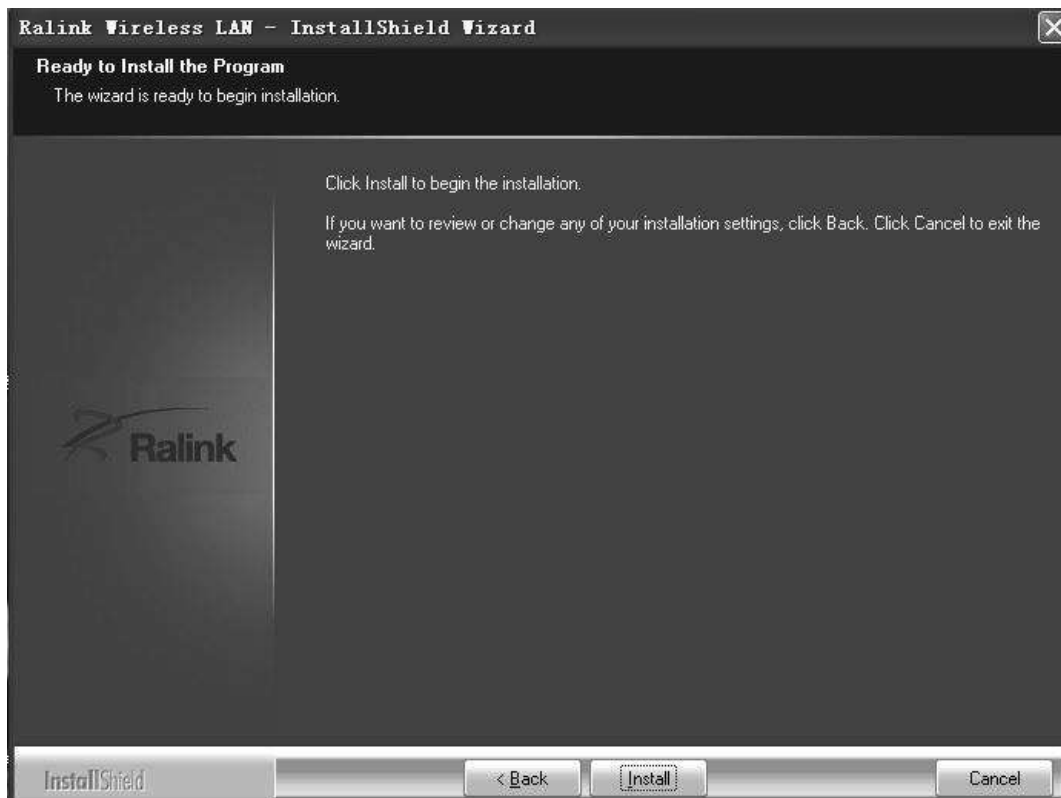 Ralink Wireless LAN - InstallShield Wizard
Ready to Install the Program
The wizard is ready to begin installation.
Click Install to begin the installation.
If you want to review or change any of your installation settings, click Back. Click Cancel to exit the
wizard.
Ralink
InstallShield
< Back
Install
Cancel